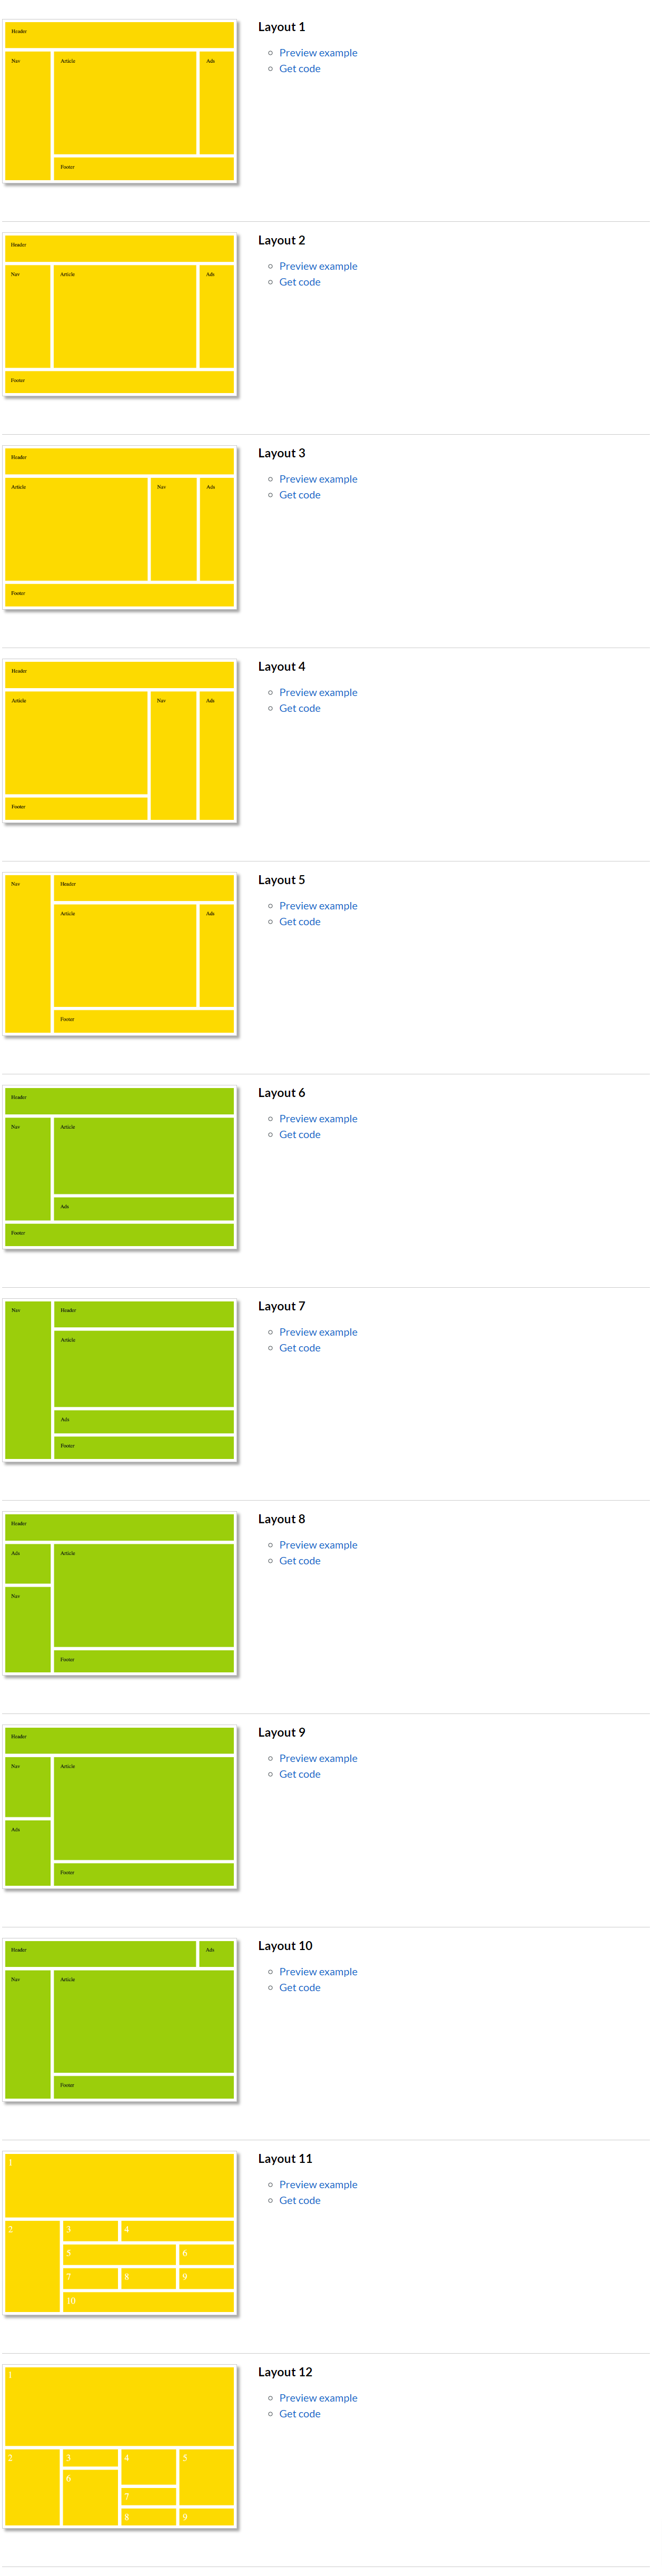 Header
Nav
Article
Ads
Footer
Layout 1
Preview example
Get code
Header
Nav
Article
Ads
Footer
Layout 2
Preview example
Get code
Header
Article
Nav
Ads
Footer
Layout 3
Preview example
Get code
Header
Article
Nav
Ads
Footer
Layout 4
Preview example
Get code
Nav
Header
Article
Ads
Footer
Layout 5
Preview example
Get code
Header
Nav
Article
Ads
Footer
Layout 6
Preview example
Get code
Nav
Header
Article
Ads
Footer
Layout 7
Preview example
Get code
Header
Ads
Article
Nav
Footer
Layout 8
Preview example
Get code
Header
Nav
Article
Ads
Footer
Layout 9
Preview example
Get code
Header
Ads
Nav
Article
Footer
Layout 10
Preview example
Get code
1
2
3
4
5
6
7
8
9
10
Layout 11
Preview example
Get code
1
2
3
4
5
6
7
8
9
Layout 12
Preview example
Get code